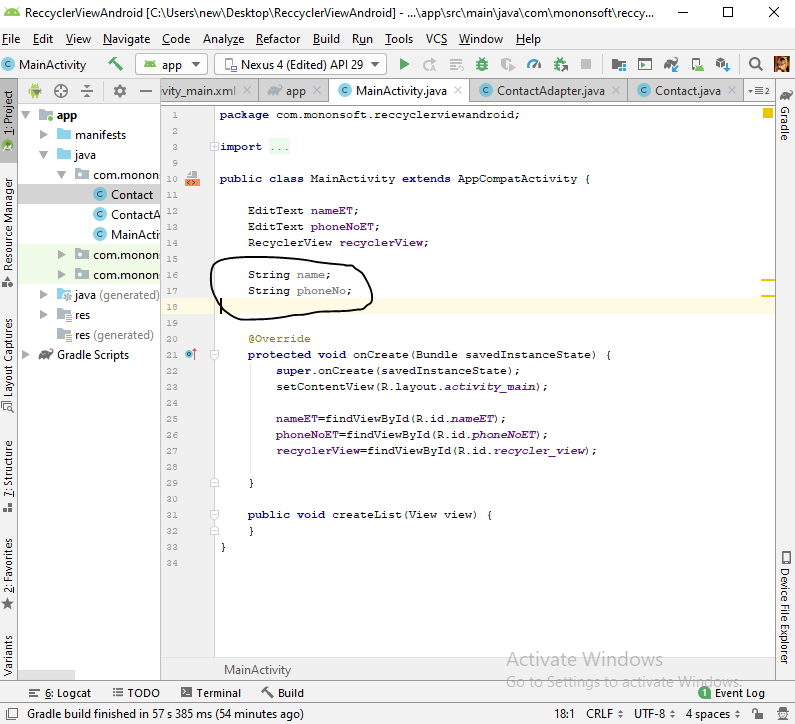 ReccyclerViewAndroid [C:\Users\new\Desktop\ReccyclerViewAndroid] - ...\app\src\main\java\com\mononsoft\reccy...
File Edit View Navigate Code Analyze Refactor Build Run Tools VCS Window Help
MainActivity app Nexus 4 (Edited) API 29
vity_main.xml app MainActivity.java ContactAdapter.java Contact.java 2
1: Project
Resource Manager
Layout Captures
7: Structure
2: Favorites
Variants
app
manifests
java
com.monons
Contact
ContactA
MainActi
com.monons
com.monons
java (generated)
res
res (generated)
Gradle Scripts
1 package com.mononsoft.reccyclerviewandroid;
2
3 import ...
9
10 public class MainActivity extends AppCompatActivity {
11
12 EditText nameET;
13 EditText phoneNoET;
14 RecyclerView recyclerView;
15
16 String name;
17 String phoneNo;
18
19
20 @Override
21 protected void onCreate(Bundle savedInstanceState) {
22 super.onCreate(savedInstanceState);
23 setContentView(R.layout.activity_main);
24
25 nameET=findViewById(R.id.nameET);
26 phoneNoET=findViewById(R.id.phoneNoET);
27 recyclerView=findViewById(R.id.recycler_view);
28
29 }
30
31 public void createList(View view) {
32 }
33 }
34
Gradle
Device File Explorer
MainActivity
Activate Windows
Go to Settings to activate Windows.
6: Logcat TODO Terminal Build 1 Event Log
Gradle build finished in 57 s 385 ms (54 minutes ago) 18:1 CRLF UTF-8 4 spaces